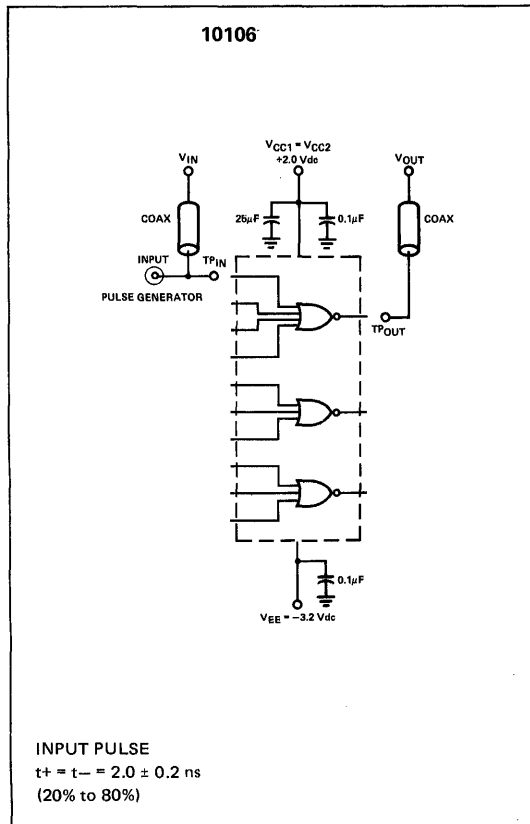 10106
VCC1 = VCC2
+2.0 Vdc
VIN
VOUT
COAX
25μF
0.1μF
COAX
INPUT
TPIN
PULSE GENERATOR
TPOUT
0.1μF
VEE = −3.2 Vdc
INPUT PULSE
t+ = t− = 2.0 ± 0.2 ns
(20% to 80%)